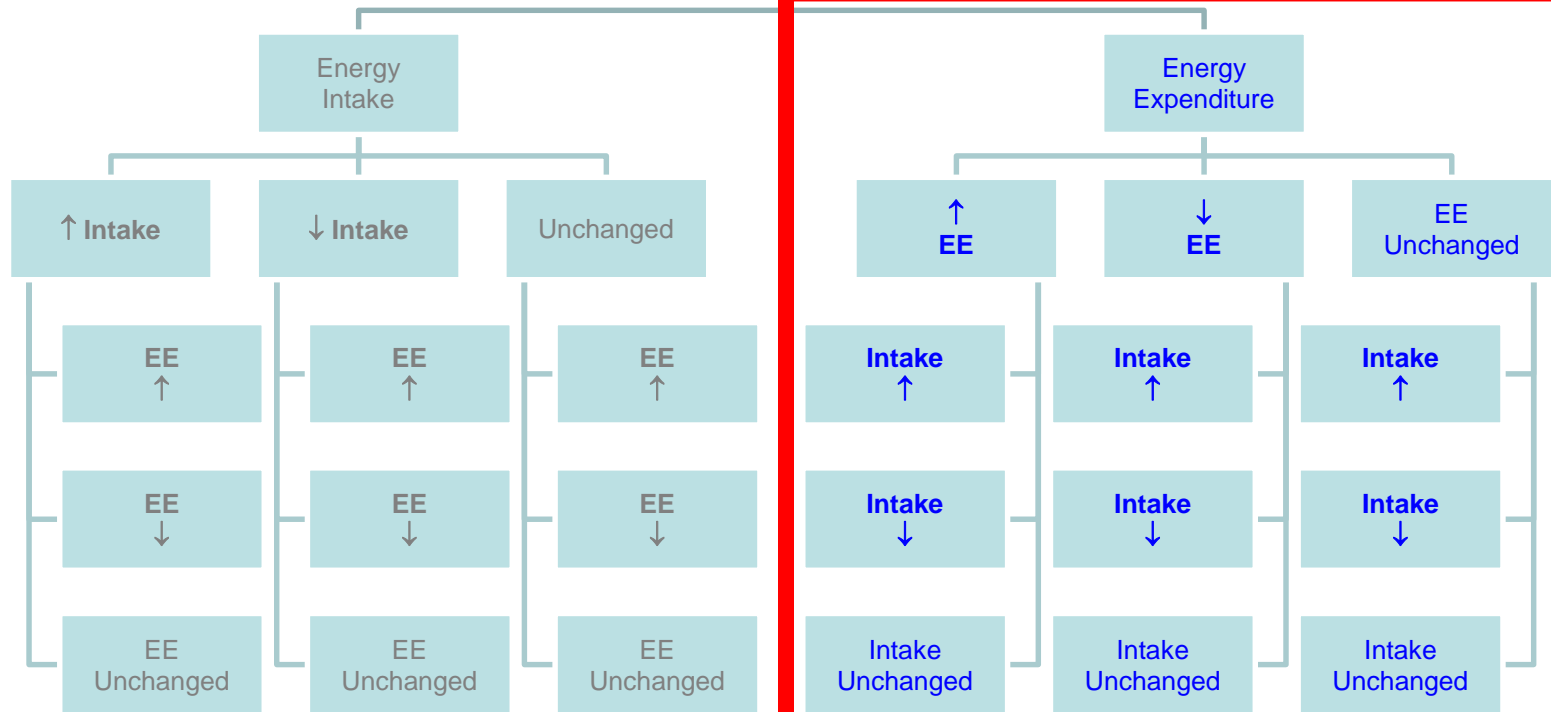 Energy
Intake
Energy
Expenditure
↑ Intake
↓ Intake
Unchanged
↑
EE
↓
EE
EE
Unchanged
EE
↑
EE
↑
EE
↑
Intake
↑
Intake
↑
Intake
↑
EE
↓
EE
↓
EE
↓
Intake
↓
Intake
↓
Intake
↓
EE
Unchanged
EE
Unchanged
EE
Unchanged
Intake
Unchanged
Intake
Unchanged
Intake
Unchanged